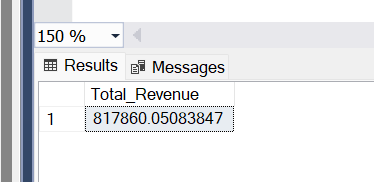 150 %
Results Messages
Total_Revenue
1 817860.05083847